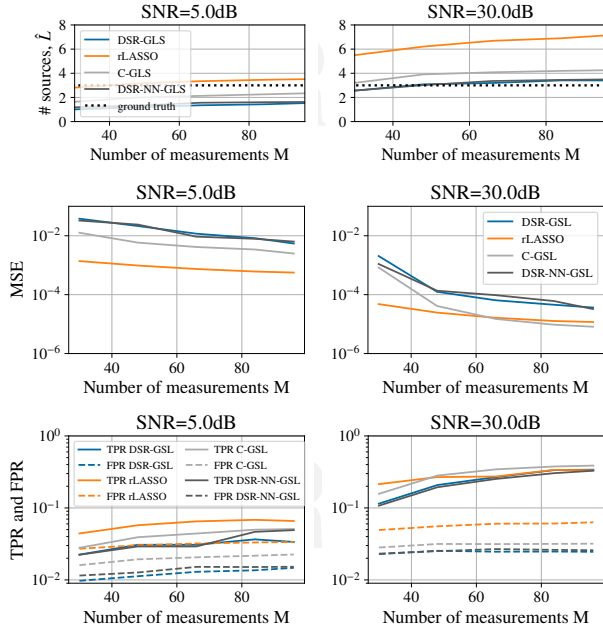 SNR=5.0dB
SNR=30.0dB
# sources, L̂
8
6
4
2
0
DSR-GLS
rLASSO
C-GLS
DSR-NN-GLS
ground truth
40 60 80
Number of measurements M
8
6
4
2
0
40 60 80
Number of measurements M
SNR=5.0dB
SNR=30.0dB
MSE
10⁻²
10⁻⁴
10⁻⁶
40 60 80
Number of measurements M
10⁻²
10⁻⁴
10⁻⁶
DSR-GSL
rLASSO
C-GSL
DSR-NN-GSL
40 60 80
Number of measurements M
SNR=5.0dB
SNR=30.0dB
TPR and FPR
10⁰
10⁻¹
10⁻²
TPR DSR-GSL
FPR DSR-GSL
TPR rLASSO
FPR rLASSO
TPR C-GSL
FPR C-GSL
TPR DSR-NN-GSL
FPR DSR-NN-GSL
40 60 80
Number of measurements M
10⁰
10⁻¹
10⁻²
40 60 80
Number of measurements M